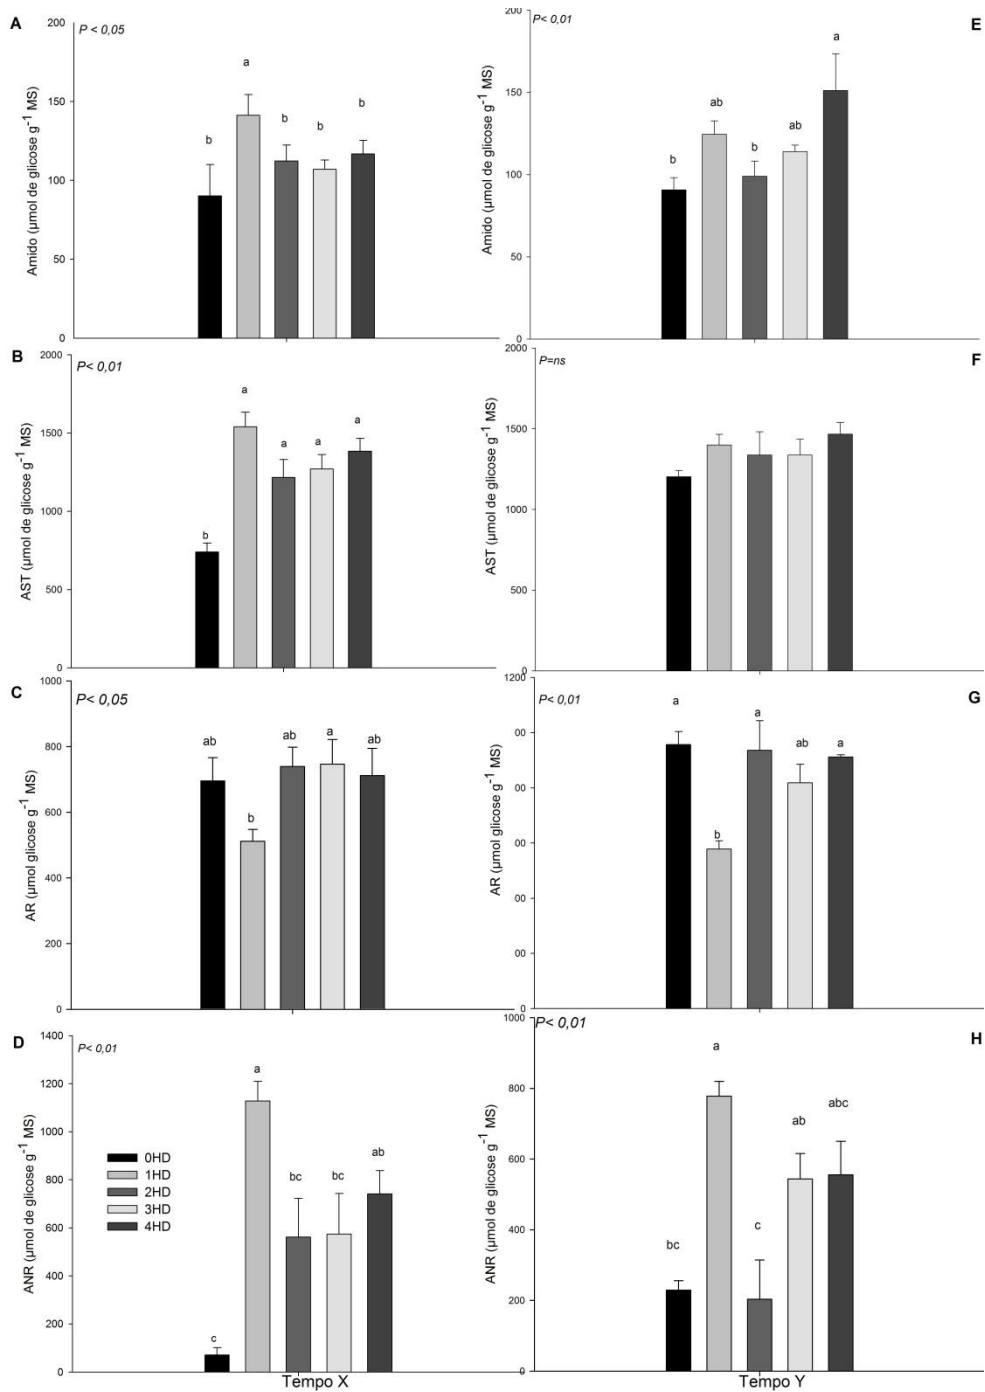 A
P < 0,05
Amido (µmol de glicose g-1 MS)
200
150
100
50
0
b
a
b
b
b
E
P< 0,01
Amido (µmol de glicose g-1 MS)
200
150
100
50
0
b
ab
b
ab
a
B
P< 0,01
AST (µmol de glicose g-1 MS)
2000
1500
1000
500
0
b
a
a
a
a
F
P=ns
AST (µmol de glicose g-1 MS)
2000
1500
1000
500
0
C
P< 0,05
AR (µmol glicose g-1 MS)
1000
800
600
400
200
0
ab
b
ab
a
ab
G
P< 0,01
AR (µmol glicose g-1 MS)
1200
00
00
00
00
0
a
b
a
ab
a
D
P< 0,01
ANR (µmol de glicose g-1 MS)
1400
1200
1000
800
600
400
200
0
0HD
1HD
2HD
3HD
4HD
c
a
bc
bc
ab
Tempo X
H
P< 0,01
ANR (µmol de glicose g-1 MS)
1000
800
600
400
200
0
bc
a
c
ab
abc
Tempo Y